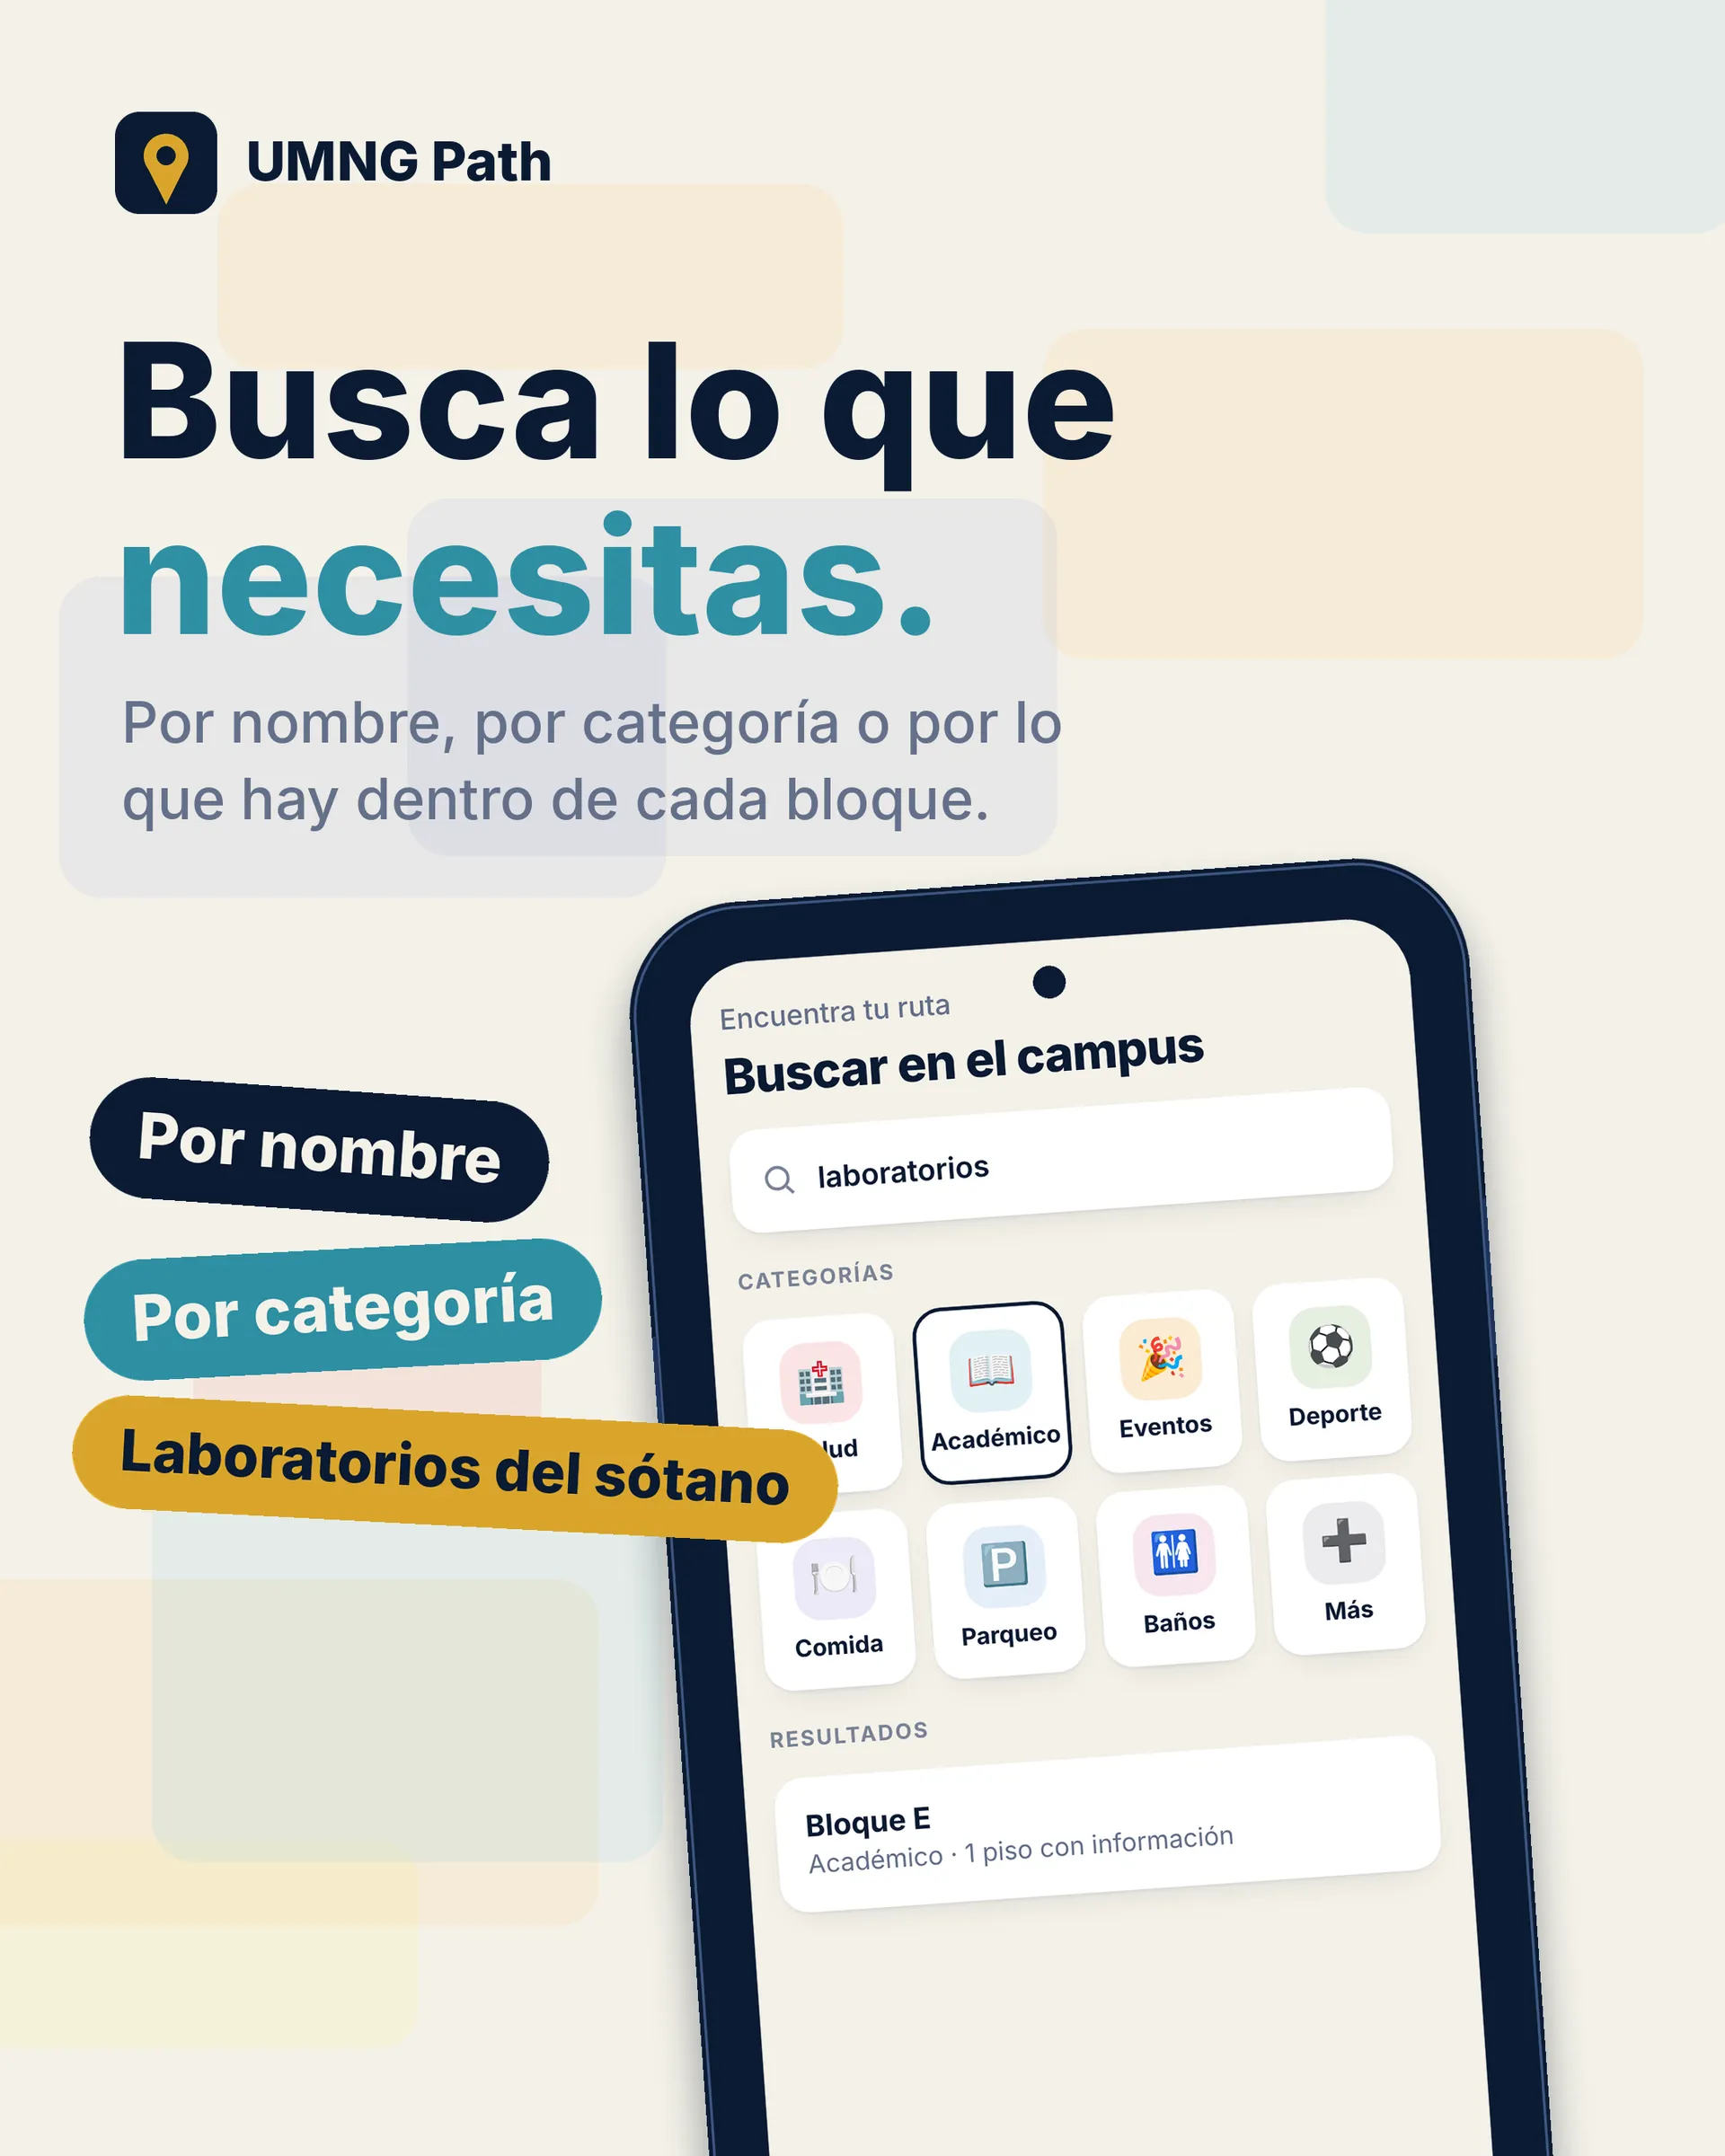 UMNG Path
Busca lo que
necesitas.
Por nombre, por categoría o por lo
que hay dentro de cada bloque.
Por nombre
Por categoría
Laboratorios del sótano
Encuentra tu ruta
Buscar en el campus
laboratorios
CATEGORÍAS
lud
Académico
Eventos
Deporte
Comida
P
Parqueo
Baños
Más
RESULTADOS
Bloque E
Académico · 1 piso con información